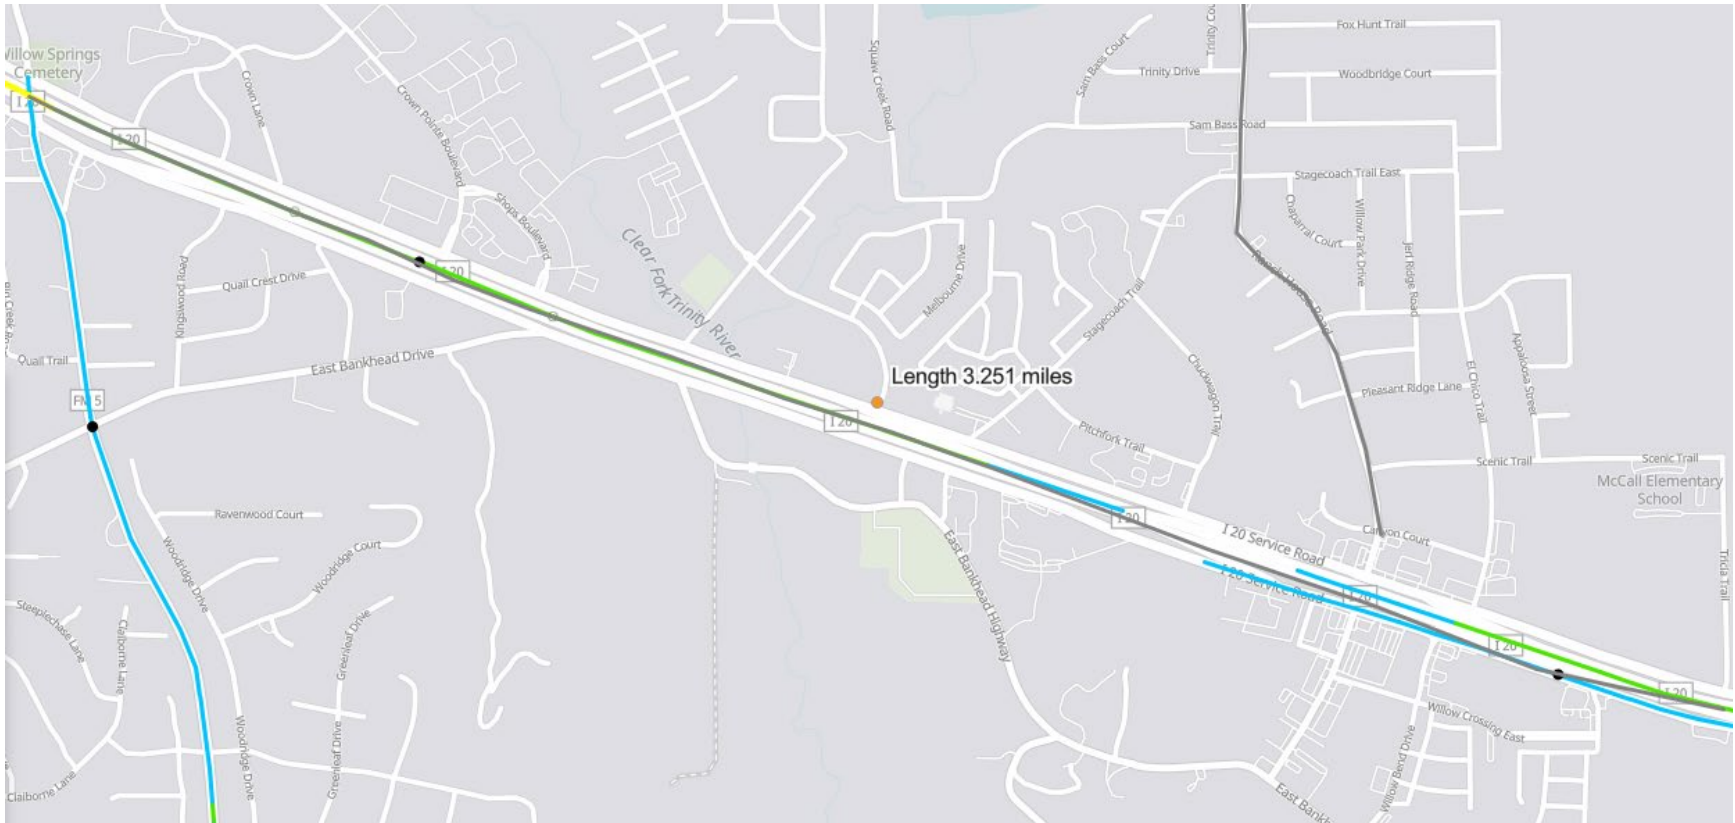 Fox Hunt Trail
Willow Springs
Cemetery
Squaw Creek Road
Sam Bass Court
Trinity Drive
Woodbridge Court
I 20
Crown Lane
Crown Pointe Boulevard
Sam Bass Road
I 20
Stagecoach Trail East
Shops Boulevard
Chaparral Court
Willow Park Drive
Jerl Ridge Road
Clear Fork Trinity River
Kingswood Road
Quail Crest Drive
I 20
Melbourne Drive
Stagecoach Trail
Quail Trail
East Bankhead Drive
Length 3.251 miles
Chuckwagon Trail
Pleasant Ridge Lane
El Chico Trail
Appaloosa Street
FM 5
I 20
Pitchfork Trail
Scenic Trail
Scenic Trail
McCall Elementary
School
Ravenwood Court
Woodridge Drive
Woodridge Court
I 20
I 20 Service Road
Canyon Court
East Bankhead Highway
I 20 Service Road
I 20
Tricia Trail
Steeplechase Lane
Claiborne Lane
Greenleaf Drive
I 20
I 20
Woodridge Drive
Greenleaf Drive
Willow Crossing East
Willow Bend Drive
Claiborne Lane